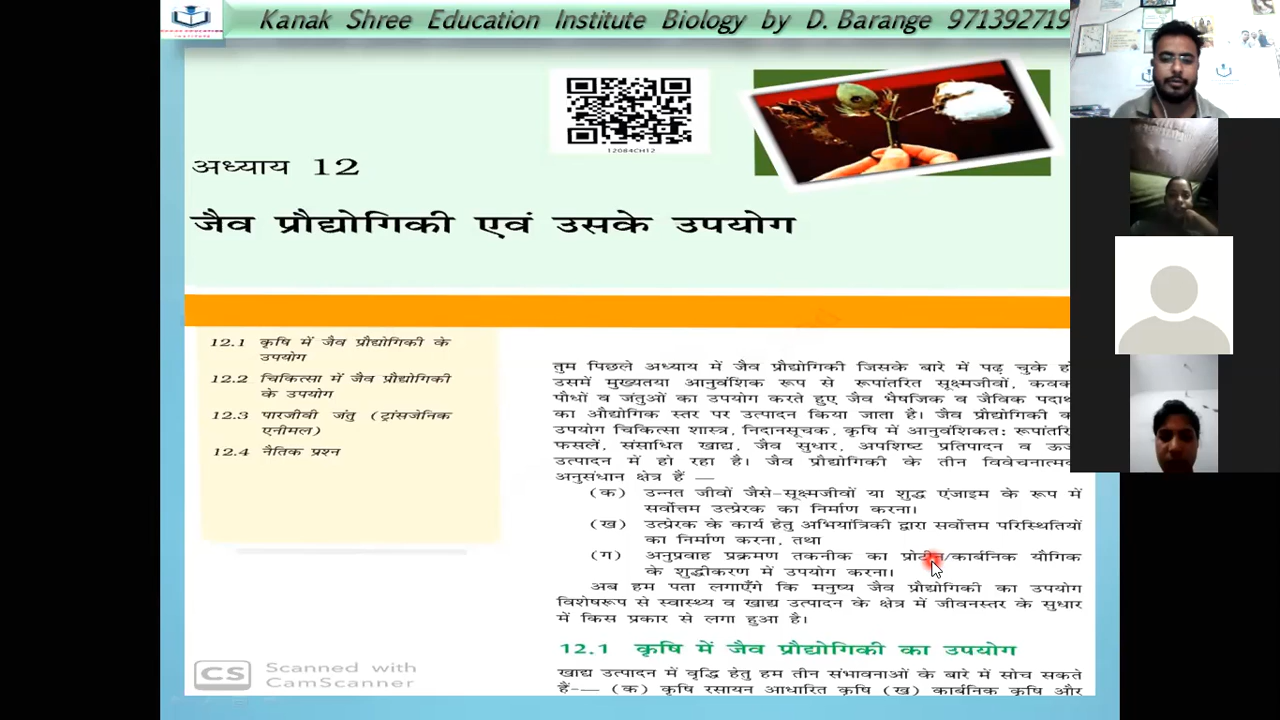 Kanak Shree Education Institute Biology by D. Barange 971392719
12084CH12
अध्याय 12
जैव प्रौद्योगिकी एवं उसके उपयोग
12.1 कृषि में जैव प्रौद्योगिकी के
उपयोग
12.2 चिकित्सा में जैव प्रौद्योगिकी
के उपयोग
12.3 पारजीवी जंतु (ट्रांसजेनिक
एनीमल)
12.4 नैतिक प्रश्न
तुम पिछले अध्याय में जैव प्रौद्योगिकी जिसके बारे में पढ़ चुके
उसमें मुख्यतया आनुवंशिक रूप से रूपांतरित सूक्ष्मजीवों, कवक
पौधों व जंतुओं का उपयोग करते हुए जैव भैषजिक व जैविक
का औद्योगिक स्तर पर उत्पादन किया जाता है। जैव प्रौद्योगिकी
उपयोग चिकित्सा शास्त्र, निदानसूचक, कृषि में आनुवंशिकतः
फसलें, संसाधित खाद्य, जैव सुधार, अपशिष्ट प्रतिपादन व
उत्पादन में हो रहा है। जैव प्रौद्योगिकी के तीन
अनुसंधान क्षेत्र हैं —
(क) उन्नत जीवों जैसे-सूक्ष्मजीवों या शुद्ध एंजाइम के रूप में
सर्वोत्तम उत्प्रेरक का निर्माण करना।
(ख) उत्प्रेरक के कार्य हेतु अभियांत्रिकी द्वारा सर्वोत्तम परिस्थितियों
का निर्माण करना, तथा
(ग) अनुप्रवाह प्रक्रमण तकनीक का प्रोटीन/कार्बनिक यौगिक
के शुद्धीकरण में उपयोग करना।
अब हम पता लगाएँगे कि मनुष्य जैव प्रौद्योगिकी का उपयोग
विशेषरूप से स्वास्थ्य व खाद्य उत्पादन के क्षेत्र में जीवनस्तर के सुधार
में किस प्रकार से लगा हुआ है।
12.1 कृषि में जैव प्रौद्योगिकी का उपयोग
खाद्य उत्पादन में वृद्धि हेतु हम तीन संभावनाओं के बारे में सोच सकते
हैं— (क) कृषि रसायन आधारित कृषि (ख) कार्बनिक कृषि और
CS Scanned with
CamScanner